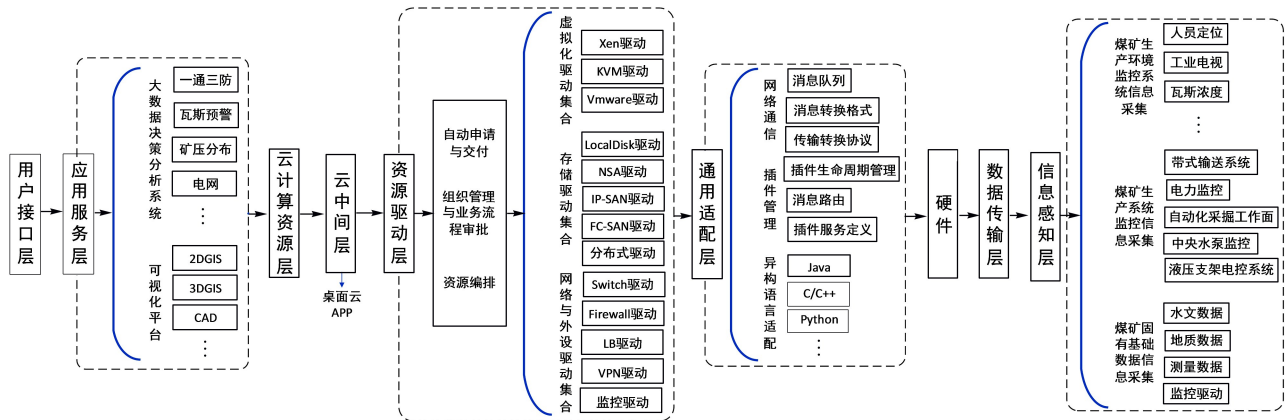 用户接口层
应用服务层
大数据决策分析系统
一通三防
瓦斯预警
矿压分布
电网
⋮
可视化平台
2DGIS
3DGIS
CAD
⋮
云计算资源层
云中间层
桌面云
APP
资源驱动层
自动申请
与交付
组织管理
与业务流
程审批
资源编排
虚拟化驱动集合
Xen驱动
KVM驱动
Vmware驱动
存储驱动集合
LocalDisk驱动
NSA驱动
IP-SAN驱动
FC-SAN驱动
分布式驱动
网络与外设驱动集合
Switch驱动
Firewall驱动
LB驱动
VPN驱动
监控驱动
通用适配层
网络通信
消息队列
消息转换格式
传输转换协议
插件管理
插件生命周期管理
消息路由
插件服务定义
异构语言适配
Java
C/C++
Python
⋮
硬件
数据传输层
信息感知层
煤矿生
产环境
监控系
统信息
采集
人员定位
工业电视
瓦斯浓度
⋮
煤矿生
产系统
监控信
息采集
带式输送系统
电力监控
自动化采掘工作面
中央水泵监控
液压支架电控系统
煤矿固
有基础
数据信
息采集
水文数据
地质数据
测量数据
监控驱动